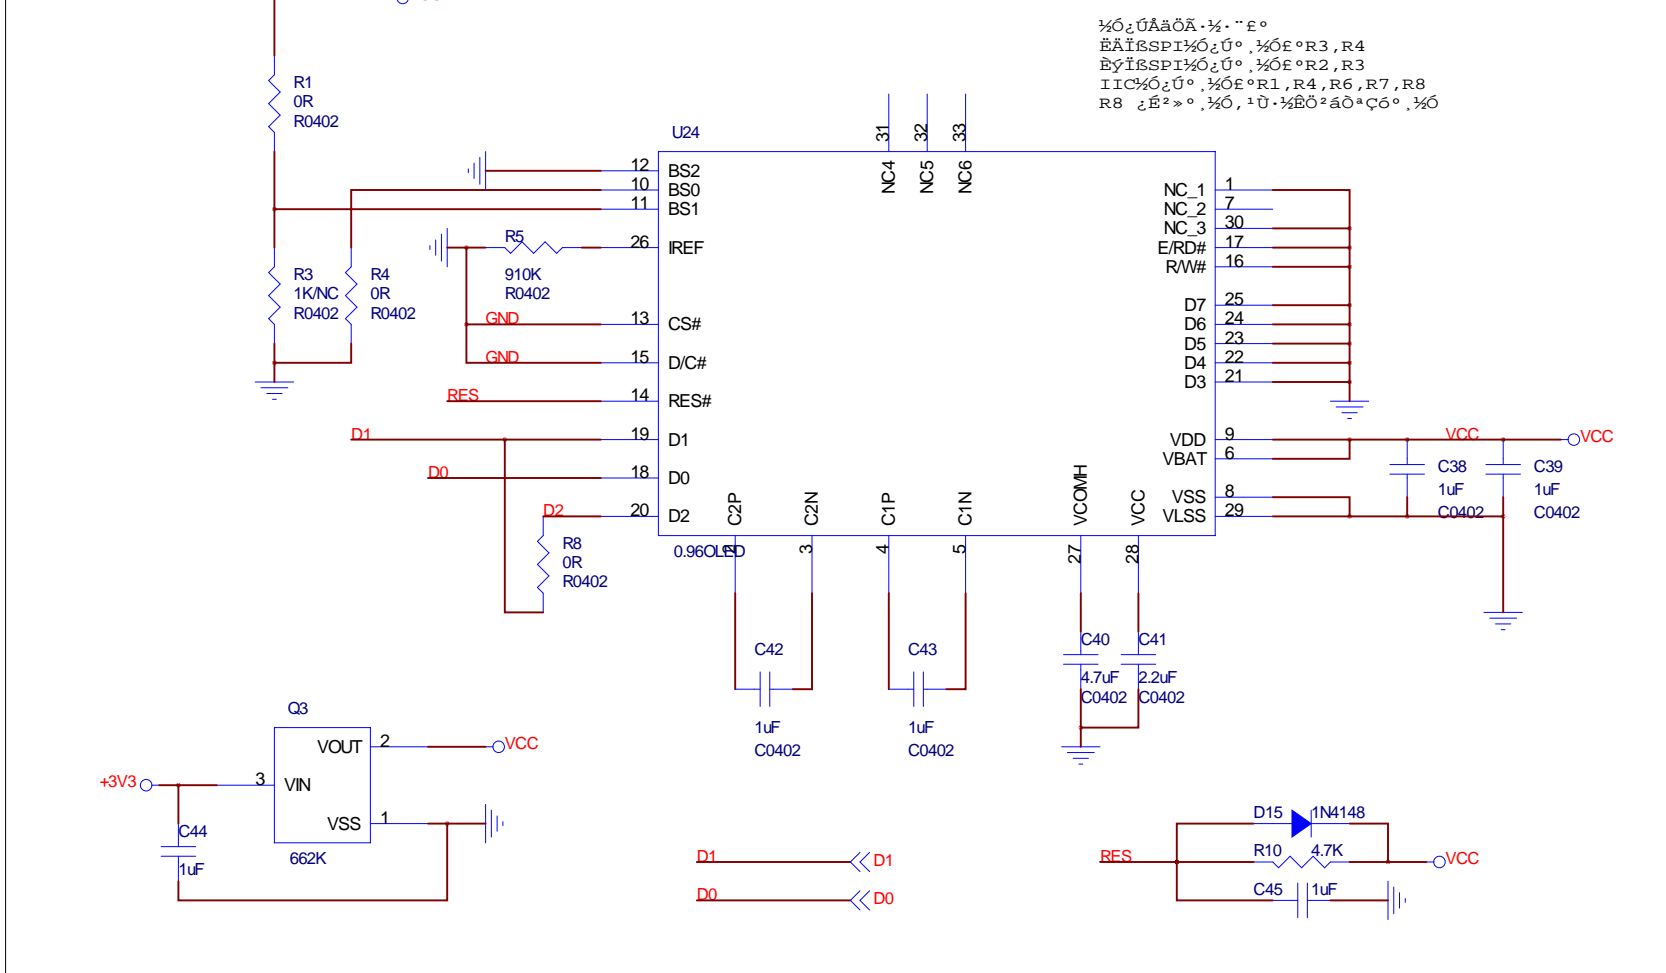 ½Ó¿ÚÅäÖÃ·½·¨£º
ËÄÏßSPI½Ó¿Úº¸½Ó£ºR3,R4
ÈýÏßSPI½Ó¿Úº¸½Ó£ºR2,R3
IIC½Ó¿Úº¸½Ó£ºR1,R4,R6,R7,R8
R8 ¿É²»º¸½Ó,¹Ù·½ÊÖ²áÒªÇóº¸½Ó
R1
0R
R0402
U24
31
32
33
NC4
NC5
NC6
12 BS2
10 BS0
11 BS1
26 IREF
R5
910K
R0402
R3
1K/NC
R0402
R4
0R
R0402
GND 13 CS#
GND 15 D/C#
RES 14 RES#
D1 19 D1
D0 18 D0
D2 20 D2
R8
0R
R0402
0.96OLED
NC_1 1
NC_2 7
NC_3 30
E/RD# 17
R/W# 16
D7 25
D6 24
D5 23
D4 22
D3 21
VDD 9
VBAT 6
VSS 8
VLSS 29
VCC
VCC
C38
1uF
C0402
C39
1uF
C0402
C2P
C2N
C1P
C1N
VCOMH
VCC
2
3
4
5
27
28
C42
1uF
C0402
C43
1uF
C0402
C40
4.7uF
C0402
C41
2.2uF
C0402
Q3
VOUT 2 VCC
+3V3 3 VIN
VSS 1
662K
C44
1uF
D1 D1
D0 D0
D15 1N4148
RES R10 4.7K VCC
C45 1uF